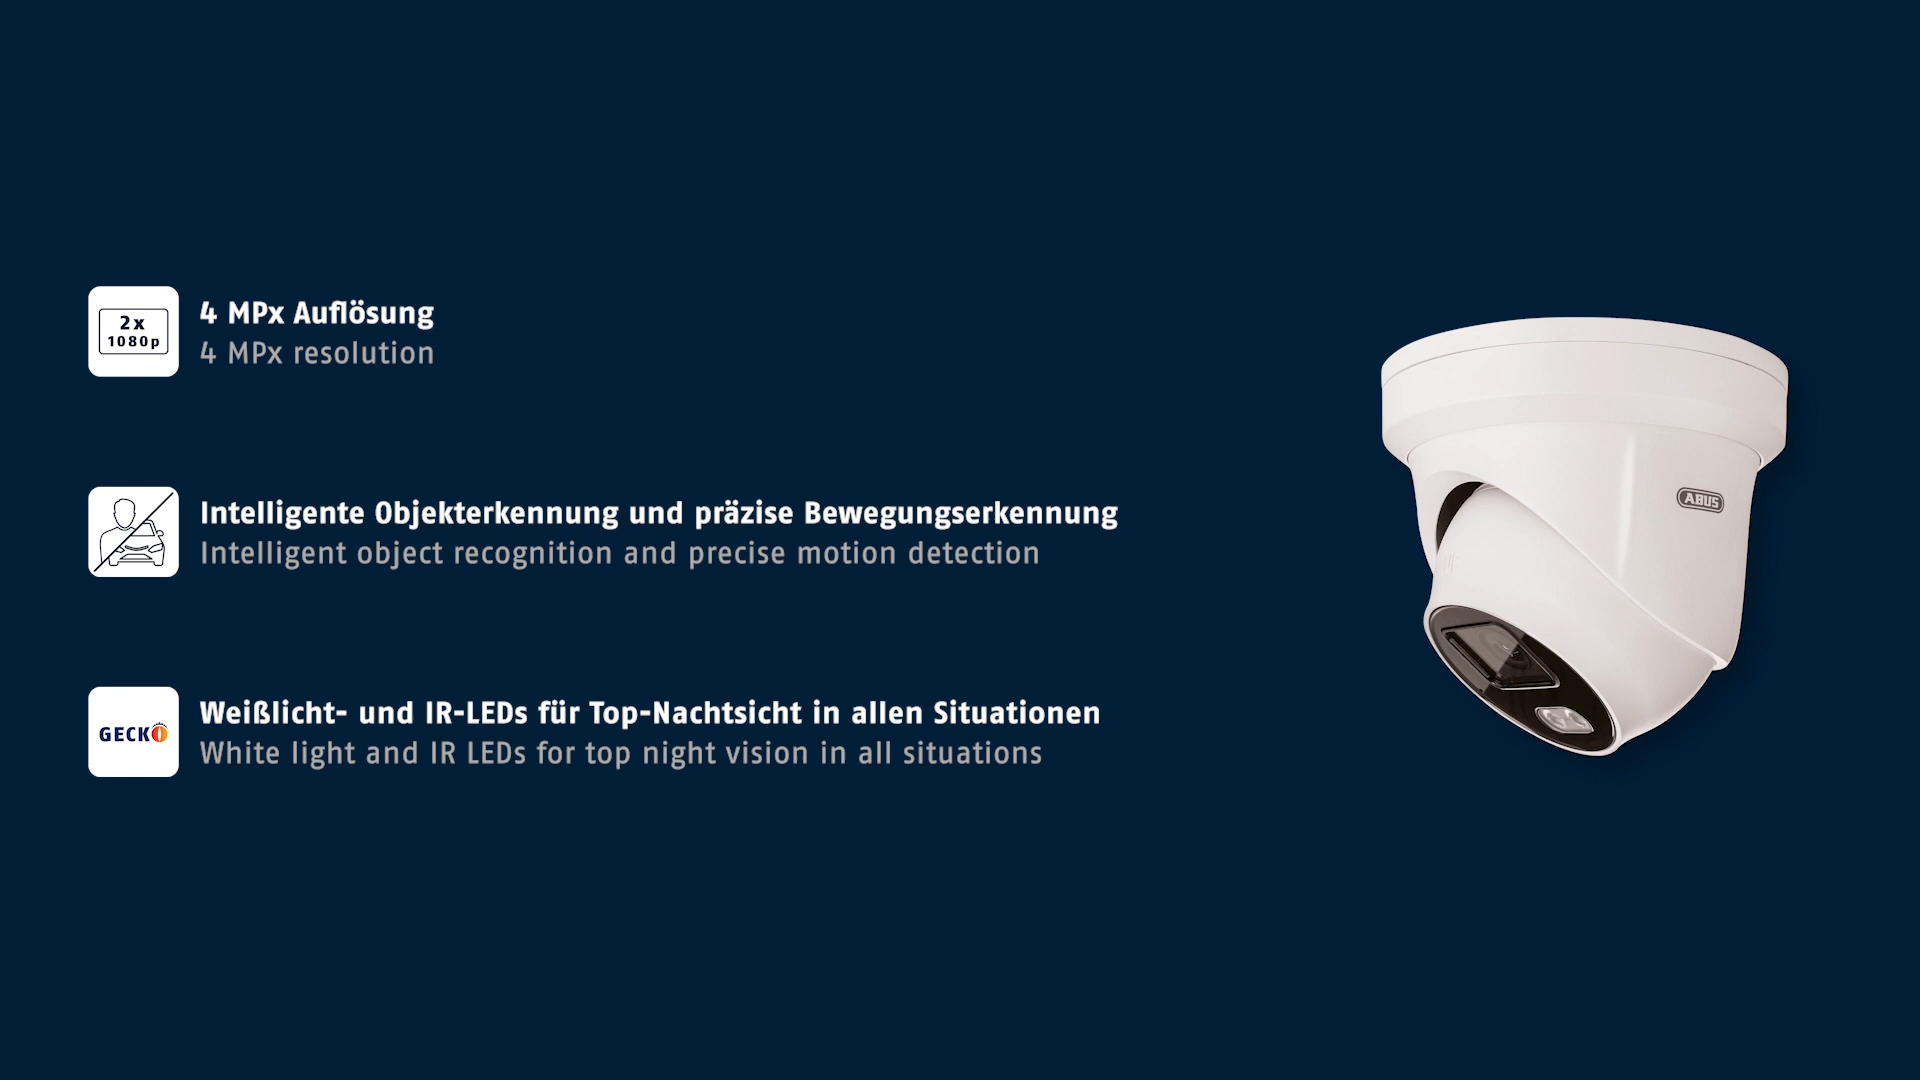 2x
1080p
4 MPx Auflösung
4 MPx resolution
Intelligente Objekterkennung und präzise Bewegungserkennung
Intelligent object recognition and precise motion detection
GECKO
Weißlicht- und IR-LEDs für Top-Nachtsicht in allen Situationen
White light and IR LEDs for top night vision in all situations
ABUS